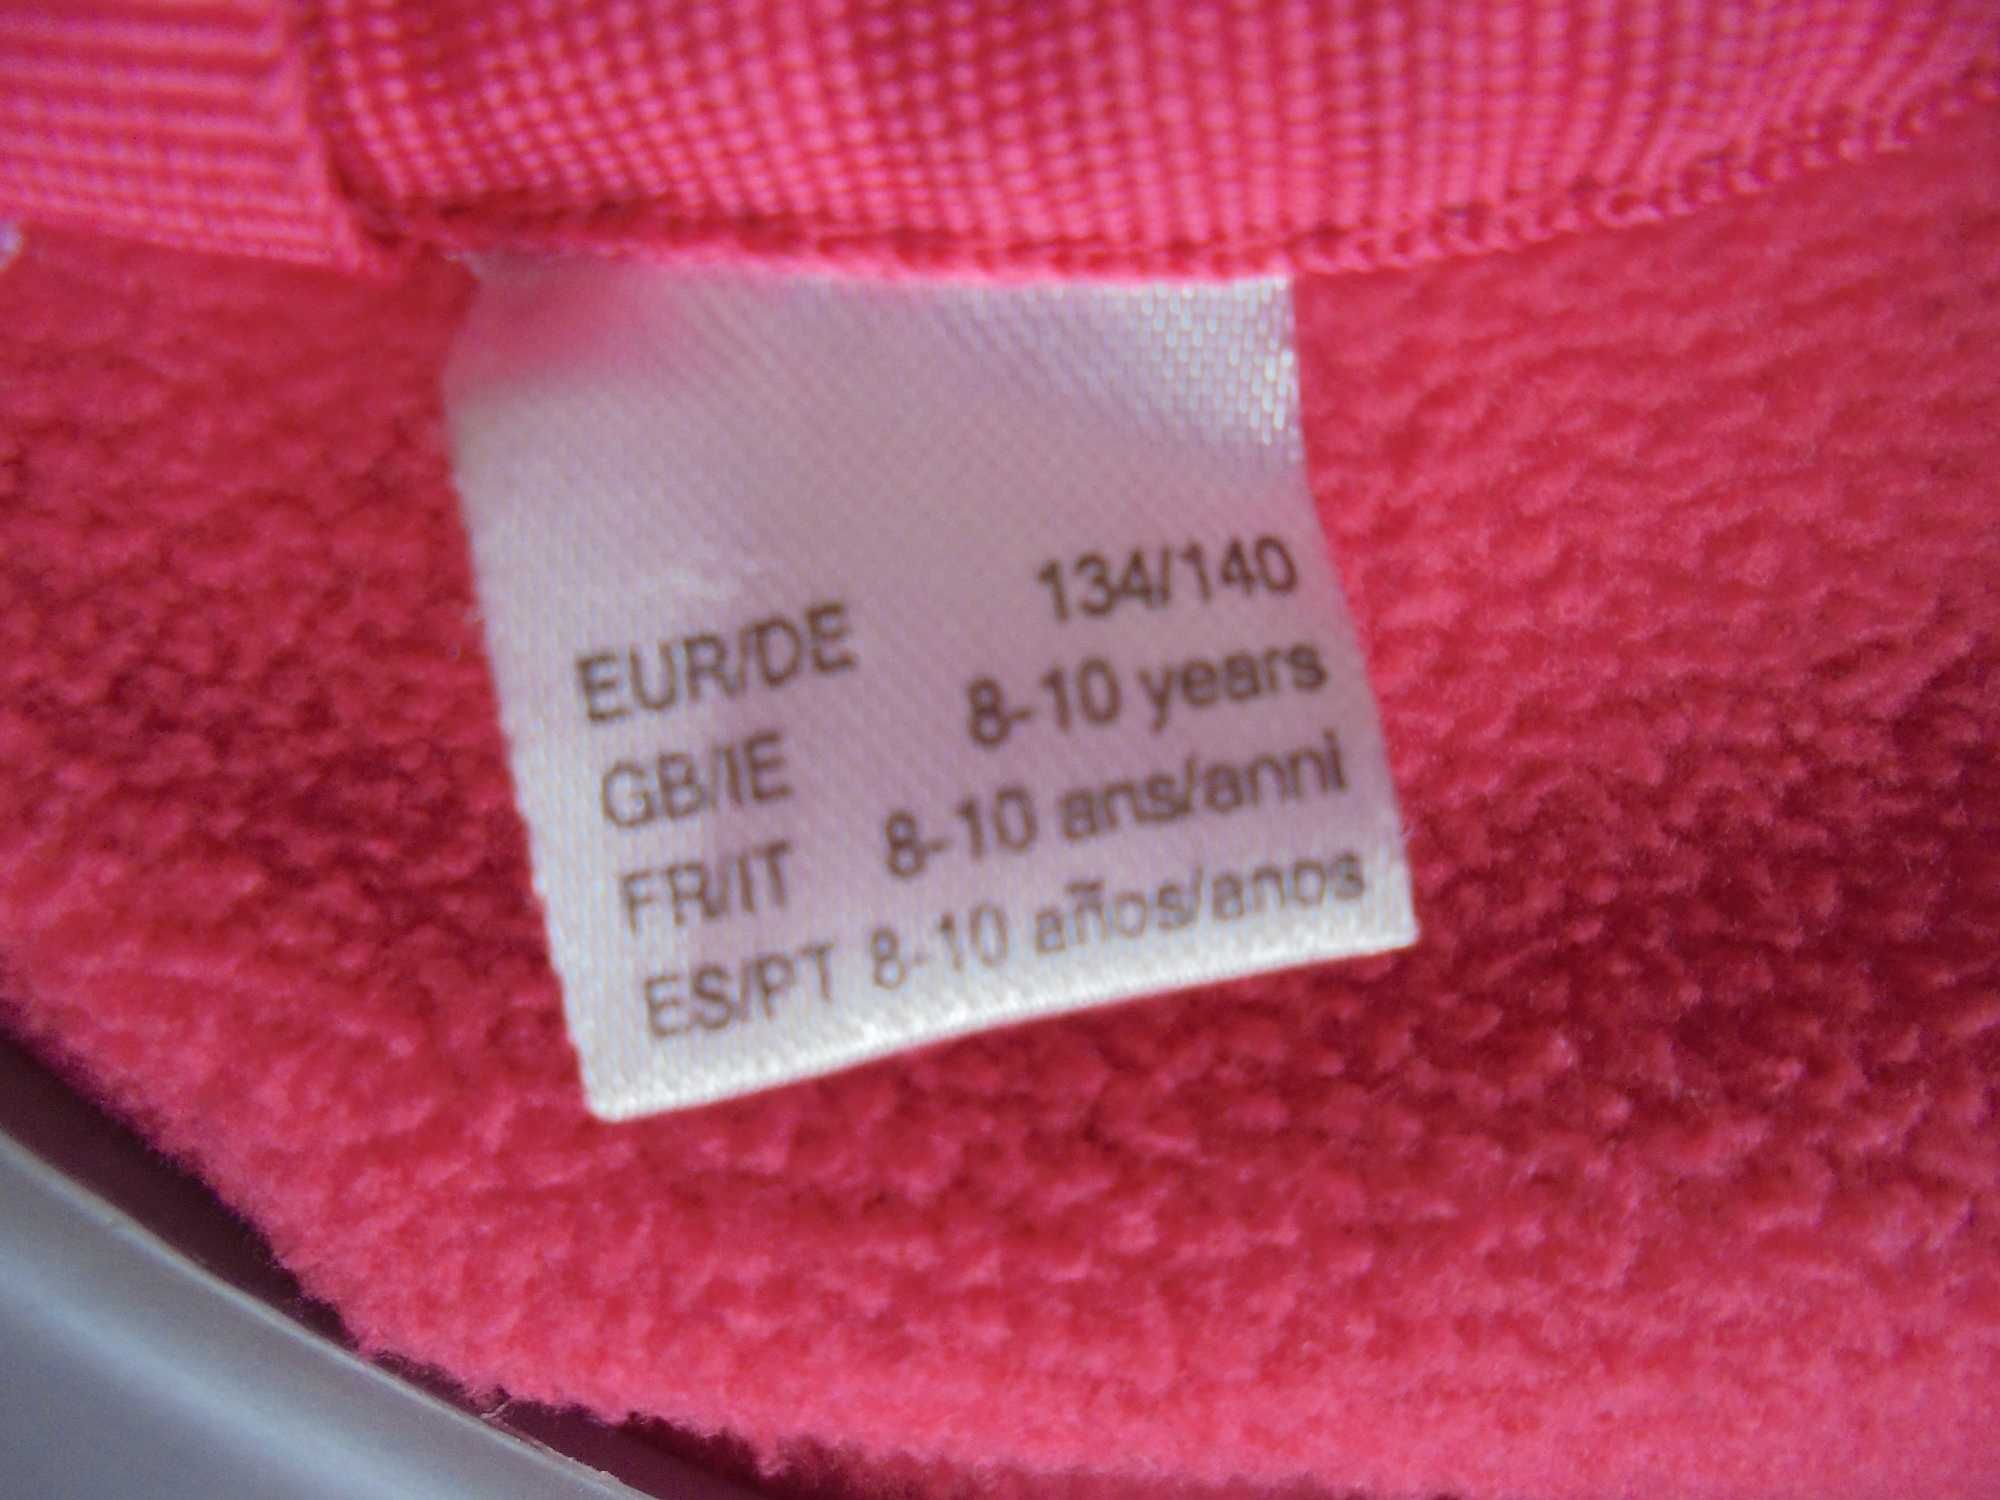 EUR/DE 134/140
GB/IE 8-10 years
FR/IT 8-10 ans/anni
ES/PT 8-10 años/anos